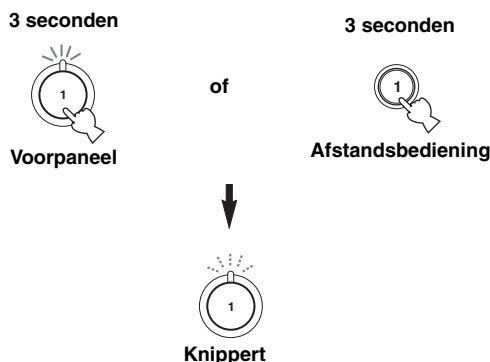 3 seconden
3 seconden
1
of
1
Voorpaneel
Afstandsbediening
1
Knippert